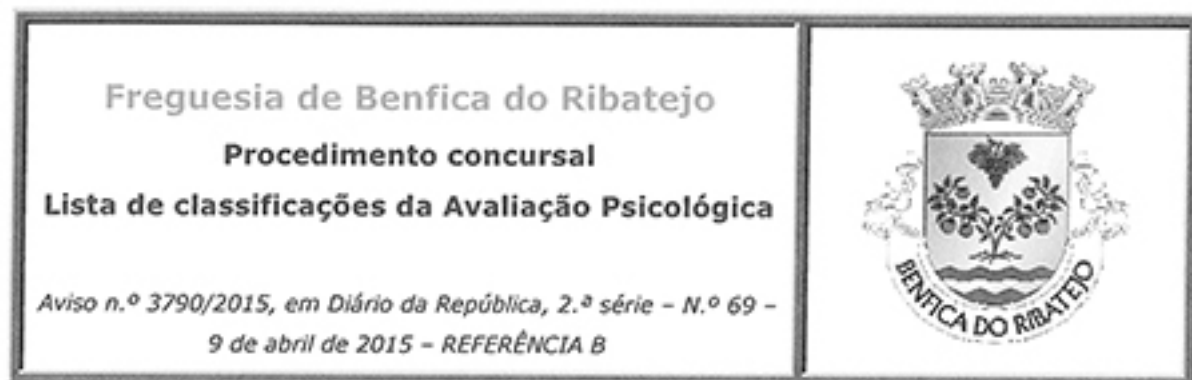 Freguesia de Benfica do Ribatejo
Procedimento concursal
Lista de classificações da Avaliação Psicológica
Aviso n.º 3790/2015, em Diário da República, 2.ª série – N.º 69 –
9 de abril de 2015 – REFERÊNCIA B
BENFICA DO RIBATEJO